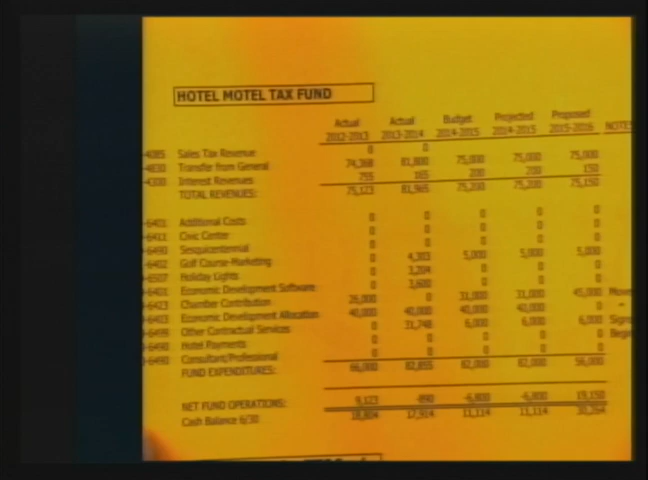 HOTEL MOTEL TAX FUND
Actual Actual Budget Projected Proposed
2012-2013 2013-2014 2014-2015 2014-2015 2015-2016 NOTES
-4085 Sales Tax Revenue 0 0
-4830 Transfer from General 74,368 81,800 75,000 75,000 75,000
-4300 Interest Revenues 755 165 200 200 150
TOTAL REVENUES: 75,123 81,965 75,200 75,200 75,150
Additional Costs 0 0 0 0 0
Civic Center 0 0 0 0 0
Sesquicentennial 0 0 0 0 0
Golf Course-Marketing 0 4,303 5,000 5,000 5,000
Holiday Lights 0 3,204 0 0 0
Economic Development Software 0 3,600 0 0 0
Chamber Contribution 26,000 0 31,000 31,000 45,000
Economic Development Allocation 40,000 40,000 40,000 40,000 0
Other Contractual Services 0 31,748 6,000 6,000 6,000
Hotel Payments 0 0 0 0 0
Consultant/Professional 0 0 0 0 0
FUND EXPENDITURES: 66,000 82,855 82,000 82,000 56,000
NET FUND OPERATIONS: 9,123 -890 -6,800 -6,800 19,150
Cash Balance 6/30 18,804 17,914 11,114 11,114 30,264